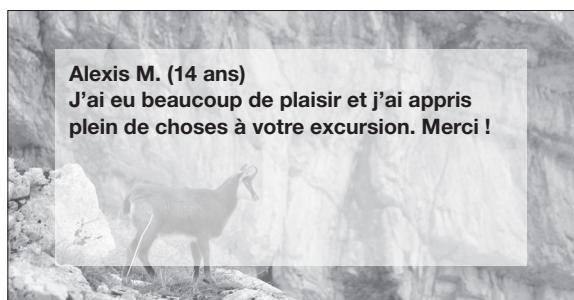 Alexis M. (14 ans)
J’ai eu beaucoup de plaisir et j’ai appris
plein de choses à votre excursion. Merci !